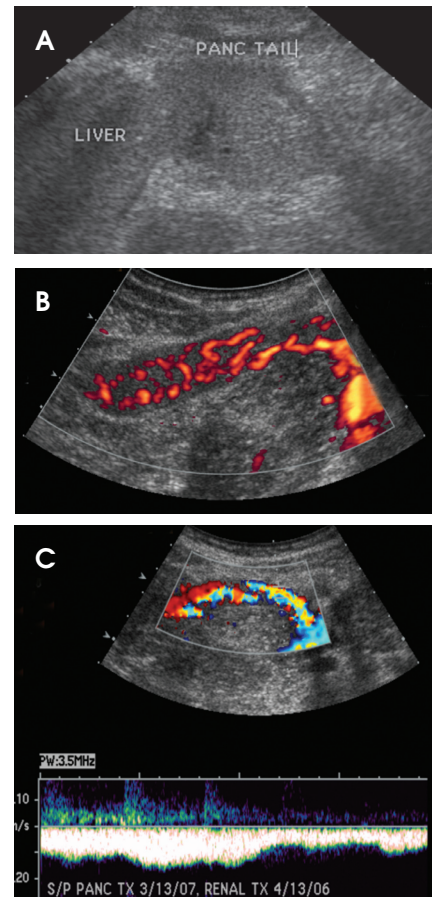 A
PANC TAIL
LIVER
B
C
PW:3.5MHz
.10
m/s
.20
S/P PANC TX 3/13/07, RENAL TX 4/13/06